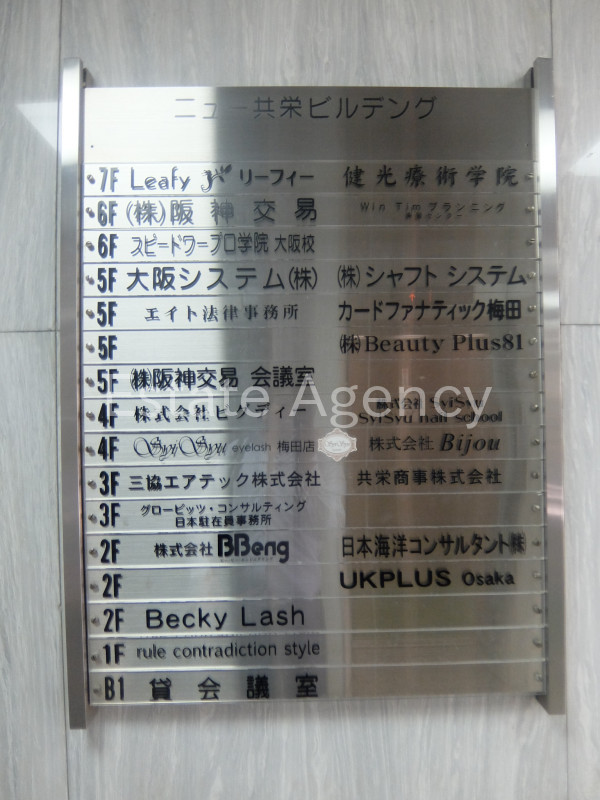 ニュー共栄ビルデング
7F Leafy リーフィー 健光療術学院
6F (株)阪神交易 Win Tim プランニング
6F スピードワープロ学院 大阪校
5F 大阪システム(株) (株)シャフト システム
5F エイト法律事務所 カードファナティック梅田
5F (株)Beauty Plus81
5F (株)阪神交易 会議室
Estate Agency
4F 株式会社ビクディー 株式会社 SyiSyu
SyiSyu nail school
4F SyiSyu eyelash 梅田店 株式会社 Bijou
3F 三協エアテック株式会社 共栄商事株式会社
3F グロービッツ・コンサルティング
日本駐在員事務所
2F 株式会社 BBeng 日本海洋コンサルタント(株)
2F UKPLUS Osaka
2F Becky Lash
1F rule contradiction style
B1 貸会議室